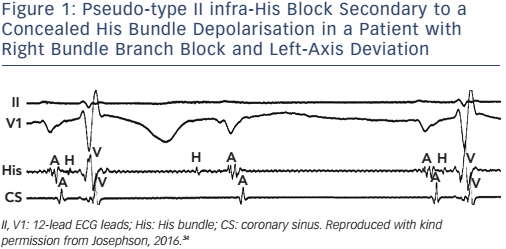 Figure 1: Pseudo-type II infra-His Block Secondary to a
Concealed His Bundle Depolarisation in a Patient with
Right Bundle Branch Block and Left-Axis Deviation
II
V1
H A
A H V A H V
His
A V A A V
CS
II, V1: 12-lead ECG leads; His: His bundle; CS: coronary sinus. Reproduced with kind
permission from Josephson, 2016.³⁴